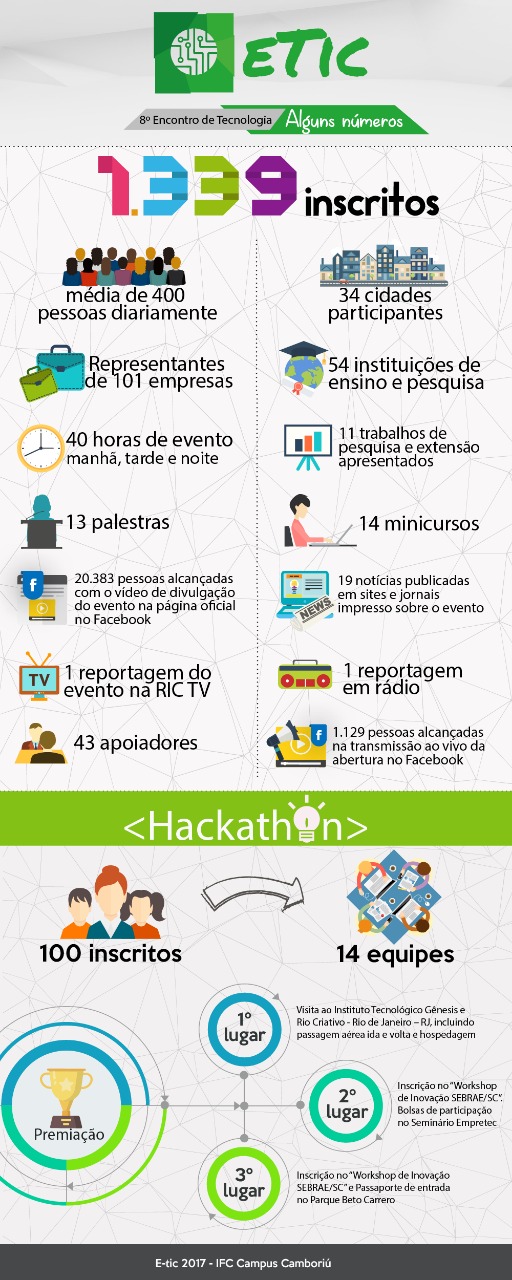 eTIC
8º Encontro de Tecnologia
Alguns números
1.339 inscritos
média de 400
pessoas diariamente
34 cidades
participantes
Representantes
de 101 empresas
54 instituições de
ensino e pesquisa
40 horas de evento
manhã, tarde e noite
11 trabalhos de
pesquisa e extensão
apresentados
13 palestras
14 minicursos
f
20.383 pessoas alcançadas
com o vídeo de divulgação
do evento na página oficial
no Facebook
NEWS
19 notícias publicadas
em sites e jornais
impresso sobre o evento
TV
1 reportagem do
evento na RIC TV
1 reportagem
em rádio
43 apoiadores
f
1.129 pessoas alcançadas
na transmissão ao vivo da
abertura no Facebook
<Hackathon>
100 inscritos
14 equipes
Premiação
1º
lugar
Visita ao Instituto Tecnológico Gênesis e
Rio Criativo - Rio de Janeiro – RJ, incluindo
passagem aérea ida e volta e hospedagem
2º
lugar
Inscrição no “Workshop
de Inovação SEBRAE/SC”.
Bolsas de participação
no Seminário Empretec
3º
lugar
Inscrição no “Workshop de Inovação
SEBRAE/SC” e Passaporte de entrada
no Parque Beto Carrero
E-tic 2017 - IFC Campus Camboriú